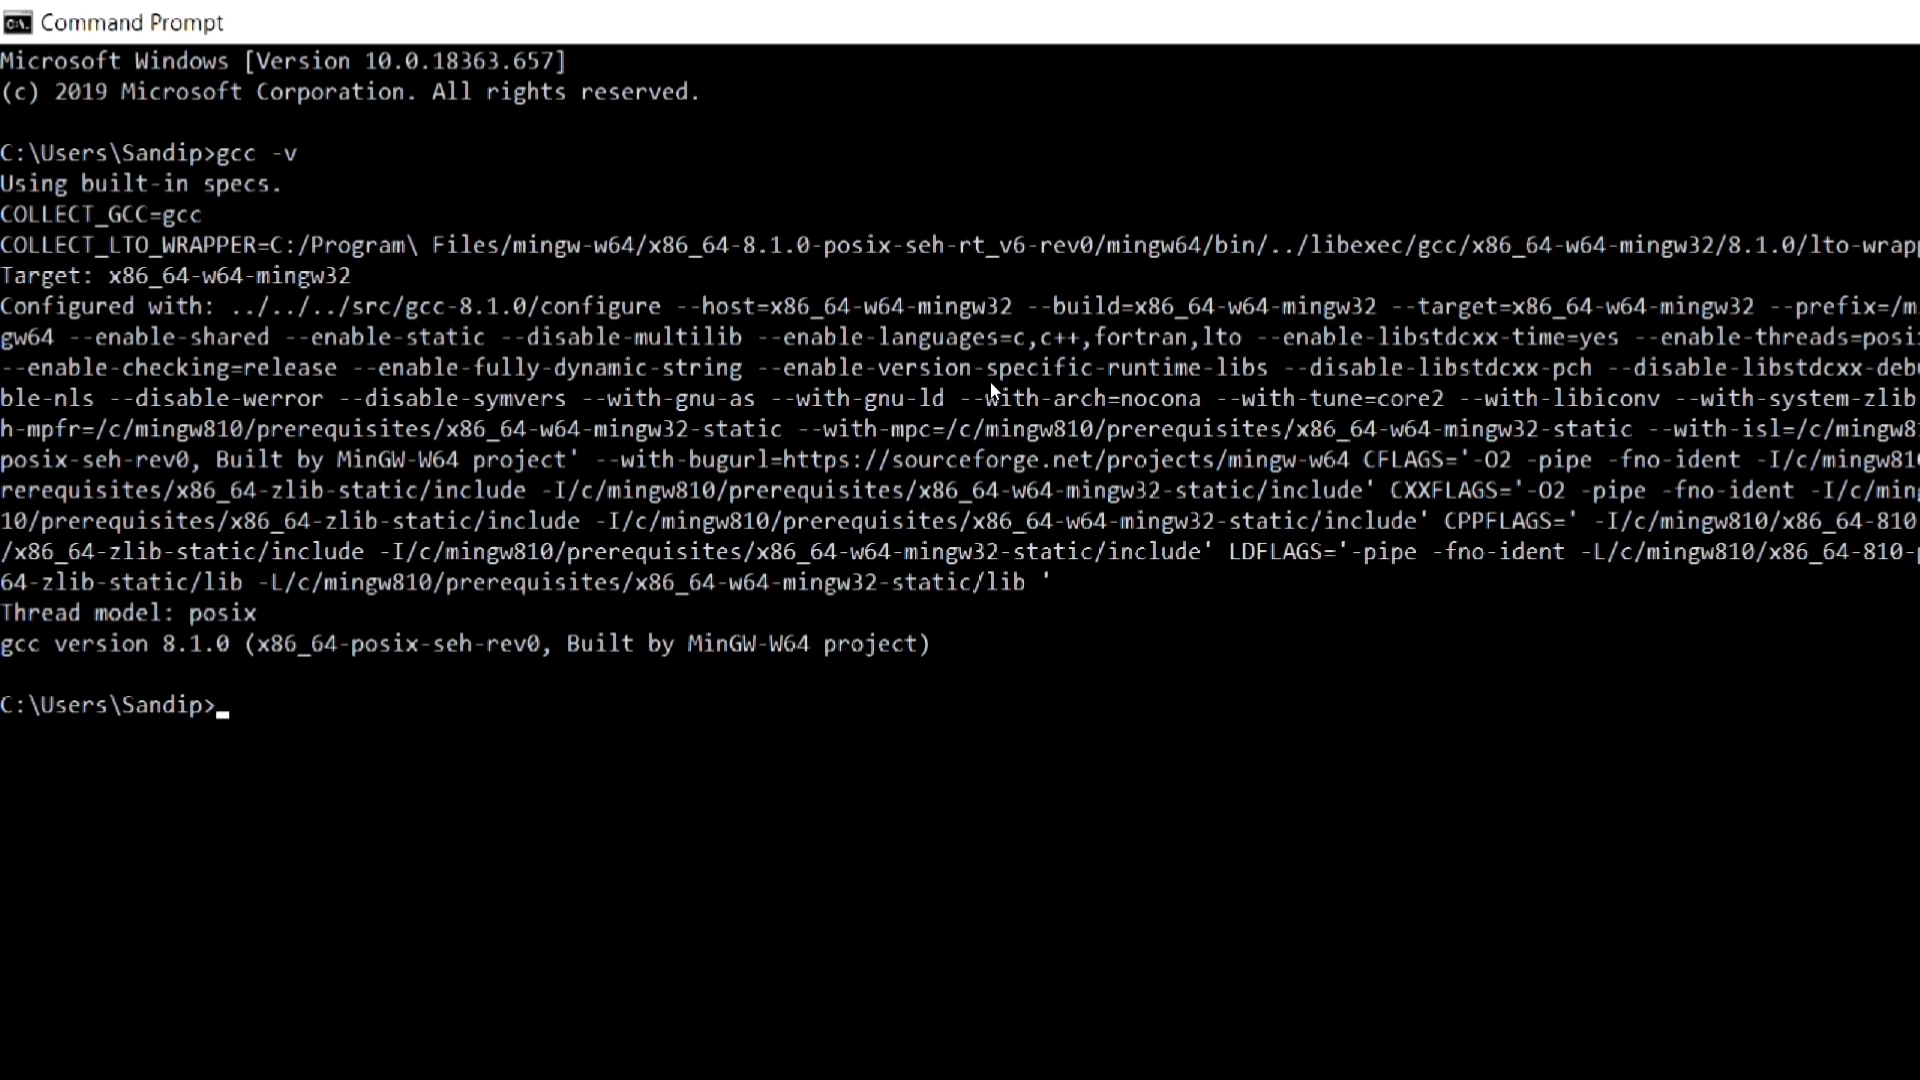 Command Prompt
Microsoft Windows [Version 10.0.18363.657]
(c) 2019 Microsoft Corporation. All rights reserved.
C:\Users\Sandip>gcc -v
Using built-in specs.
COLLECT_GCC=gcc
COLLECT_LTO_WRAPPER=C:/Program\ Files/mingw-w64/x86_64-8.1.0-posix-seh-rt_v6-rev0/mingw64/bin/../libexec/gcc/x86_64-w64-mingw32/8.1.0/lto-wrapp
Target: x86_64-w64-mingw32
Configured with: ../../../src/gcc-8.1.0/configure --host=x86_64-w64-mingw32 --build=x86_64-w64-mingw32 --target=x86_64-w64-mingw32 --prefix=/m
gw64 --enable-shared --enable-static --disable-multilib --enable-languages=c,c++,fortran,lto --enable-libstdcxx-time=yes --enable-threads=posi
--enable-checking=release --enable-fully-dynamic-string --enable-version-specific-runtime-libs --disable-libstdcxx-pch --disable-libstdcxx-deb
ble-nls --disable-werror --disable-symvers --with-gnu-as --with-gnu-ld --with-arch=nocona --with-tune=core2 --with-libiconv --with-system-zlib
h-mpfr=/c/mingw810/prerequisites/x86_64-w64-mingw32-static --with-mpc=/c/mingw810/prerequisites/x86_64-w64-mingw32-static --with-isl=/c/mingw8
posix-seh-rev0, Built by MinGW-W64 project' --with-bugurl=https://sourceforge.net/projects/mingw-w64 CFLAGS='-O2 -pipe -fno-ident -I/c/mingw81
rerequisites/x86_64-zlib-static/include -I/c/mingw810/prerequisites/x86_64-w64-mingw32-static/include' CXXFLAGS='-O2 -pipe -fno-ident -I/c/min
10/prerequisites/x86_64-zlib-static/include -I/c/mingw810/prerequisites/x86_64-w64-mingw32-static/include' CPPFLAGS=' -I/c/mingw810/x86_64-810
/x86_64-zlib-static/include -I/c/mingw810/prerequisites/x86_64-w64-mingw32-static/include' LDFLAGS='-pipe -fno-ident -L/c/mingw810/x86_64-810-
64-zlib-static/lib -L/c/mingw810/prerequisites/x86_64-w64-mingw32-static/lib '
Thread model: posix
gcc version 8.1.0 (x86_64-posix-seh-rev0, Built by MinGW-W64 project)
C:\Users\Sandip>